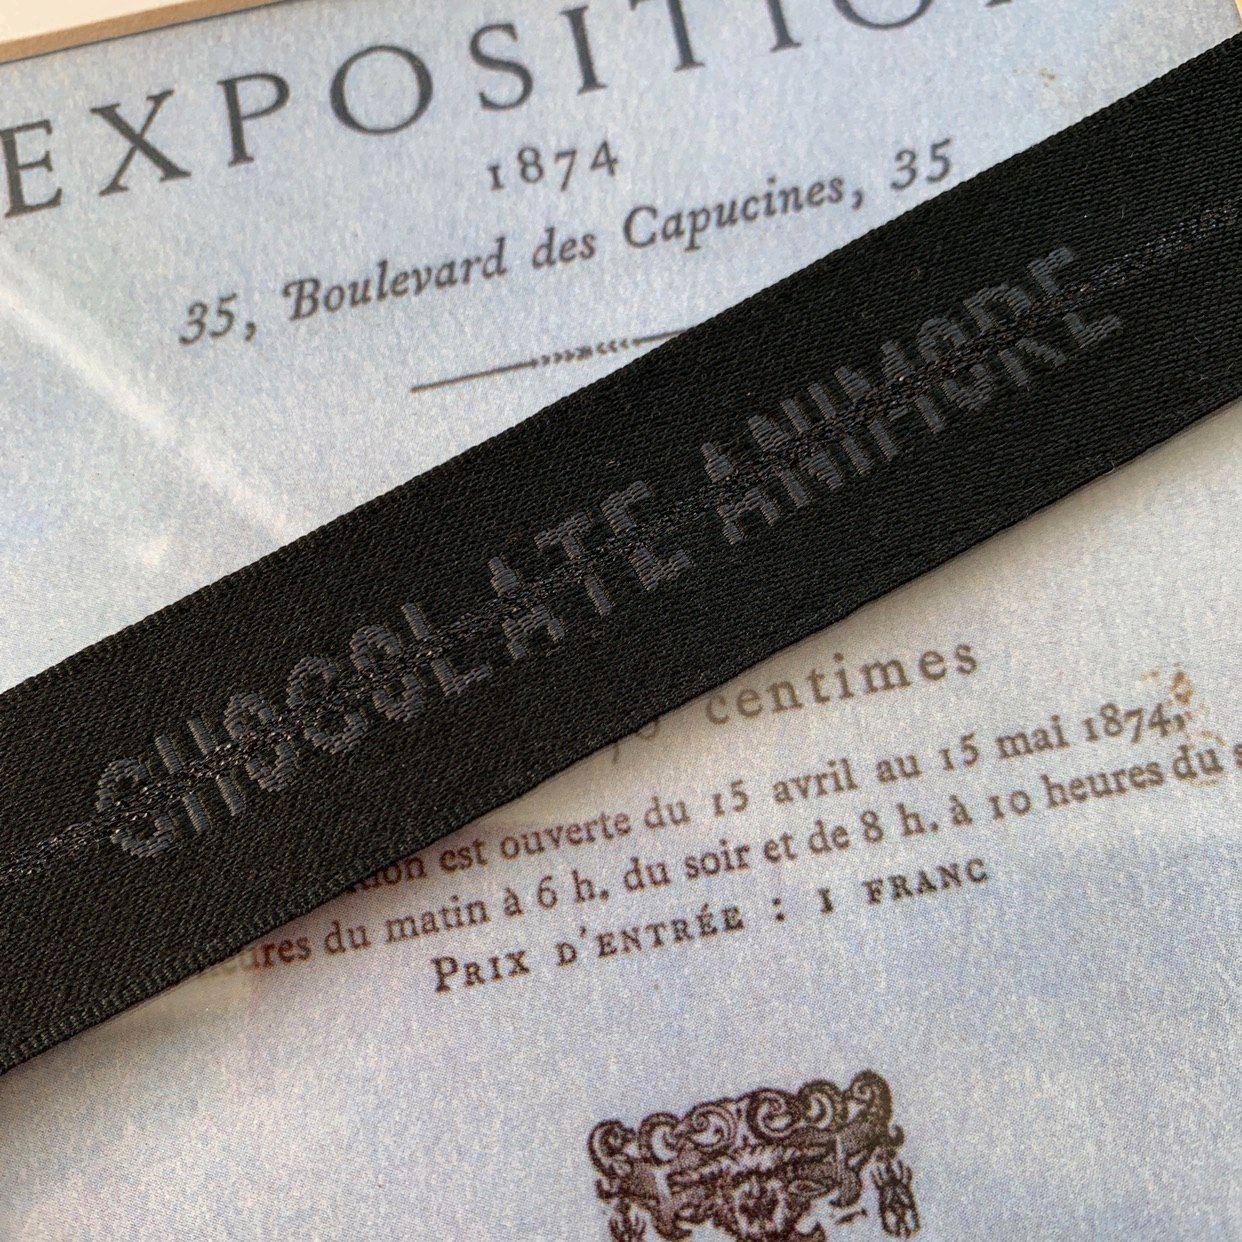 EXPOSITIO
1874
35, Boulevard des Capucines, 35
CHOCOLATE ANIMORE
centimes
est ouverte du 15 avril au 15 mai 1874,
du matin à 6 h. du soir et de 8 h. à 10 heures du
PRIX D'ENTRÉE : 1 FRANC